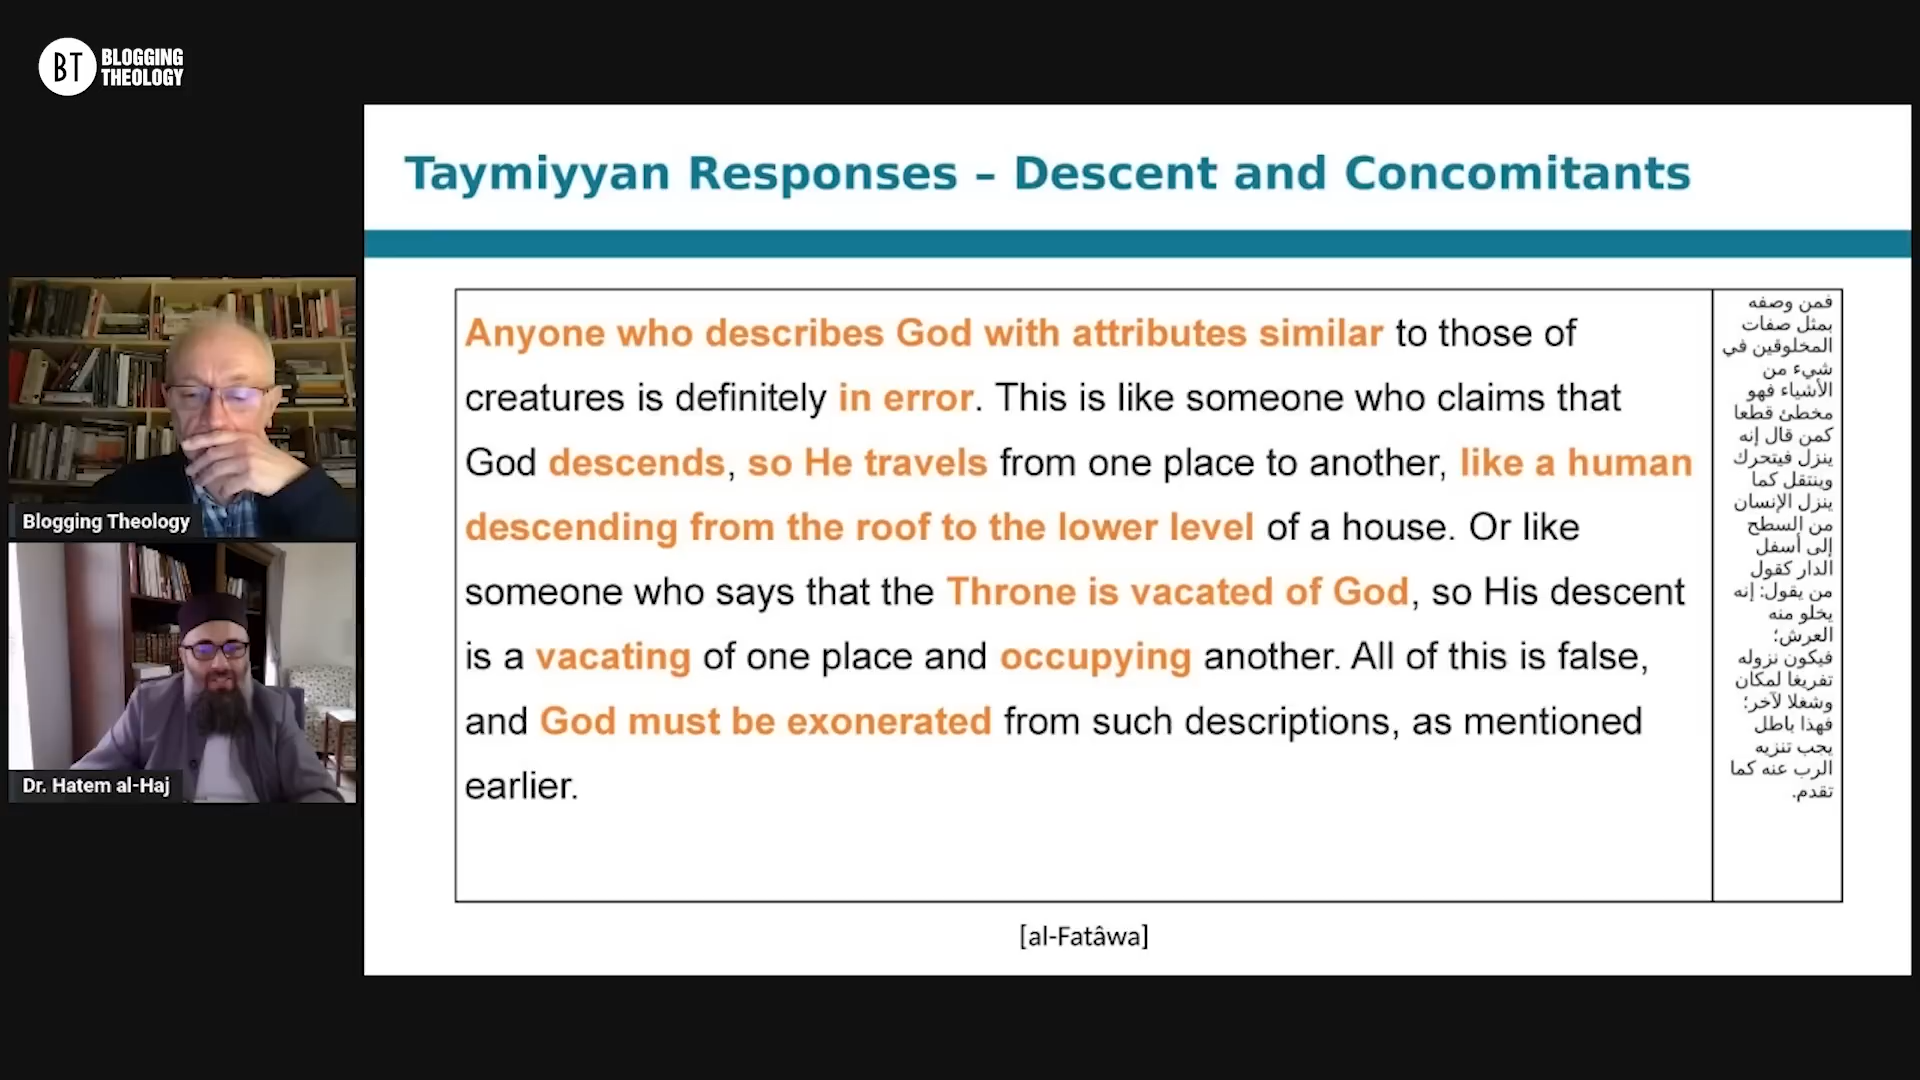 BT BLOGGING
THEOLOGY
Taymiyyan Responses – Descent and Concomitants
Anyone who describes God with attributes similar to those of
creatures is definitely in error. This is like someone who claims that
God descends, so He travels from one place to another, like a human
descending from the roof to the lower level of a house. Or like
someone who says that the Throne is vacated of God, so His descent
is a vacating of one place and occupying another. All of this is false,
and God must be exonerated from such descriptions, as mentioned
earlier.
فمن وصفه
بمثل صفات
المخلوقين في
شيء من
الأشياء فهو
مخطئ قطعا
كمن قال إنه
ينزل فيتحرك
وينتقل كما
ينزل الإنسان
من السطح
إلى أسفل
الدار كقول
من يقول: إنه
يخلو منه
العرش؛
فيكون نزوله
تفريغا لمكان
وشغلا لآخر؛
فهذا باطل
يجب تنزيه
الرب عنه كما
تقدم.
[al-Fatâwa]
Blogging Theology
Dr. Hatem al-Haj